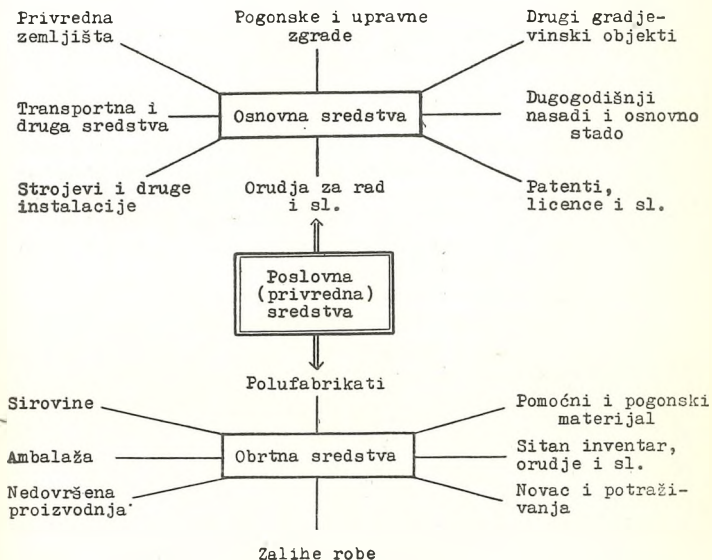 Privredna
zemljišta
Pogonske i upravne
zgrade
Drugi gradje-
vinski objekti
Transportna i
druga sredstva
Osnovna sredstva
Dugogodišnji
nasadi i osnovno
stado
Strojevi i druge
instalacije
Orudja za rad
i sl.
Patenti,
licence i sl.
Poslovna
(privredna)
sredstva
Polufabrikati
Sirovine
Pomoćni i pogonski
materijal
Ambalaža
Obrtna sredstva
Sitan inventar,
orudje i sl.
Nedovršena
proizvodnja
Novac i potraži-
vanja
Zalihe robe